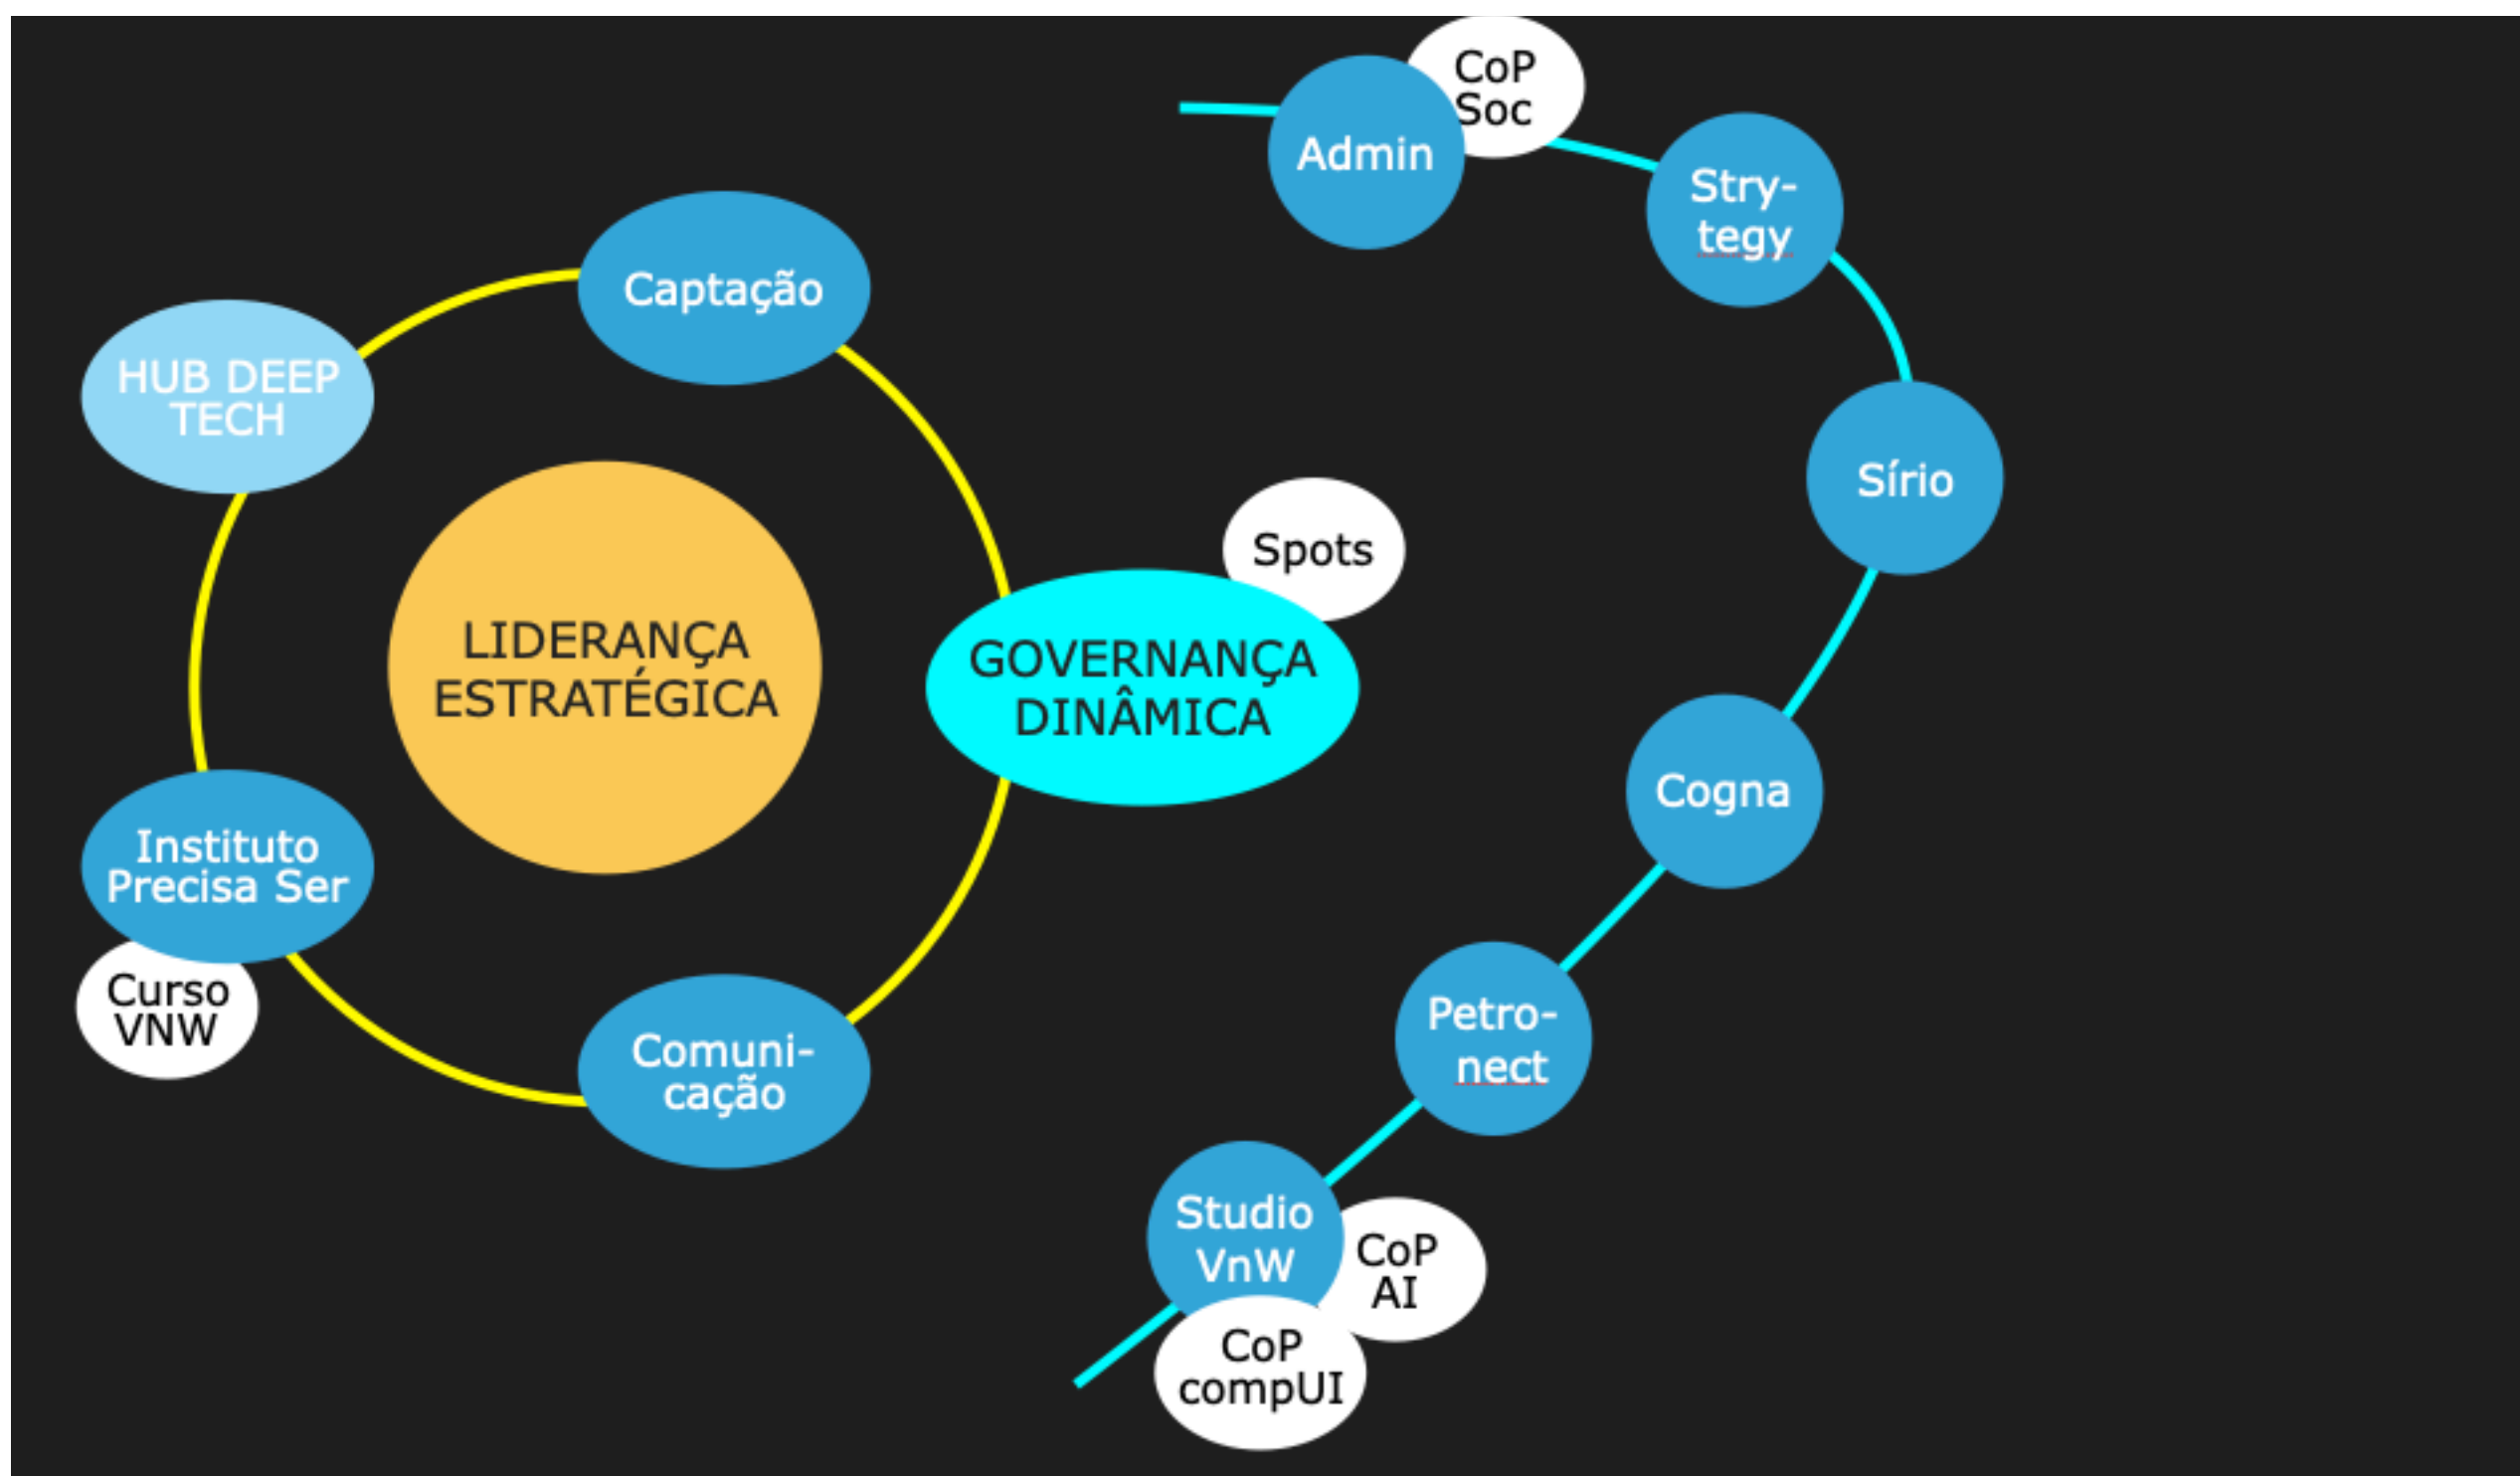 CoP
Soc
Admin
Stry-
tegy
Captação
HUB DEEP
TECH
Sírio
Spots
LIDERANÇA
ESTRATÉGICA
GOVERNANÇA
DINÂMICA
Cogna
Instituto
Precisa Ser
Curso
VNW
Comuni-
cação
Petro-
nect
Studio
VnW
CoP
AI
CoP
compUI